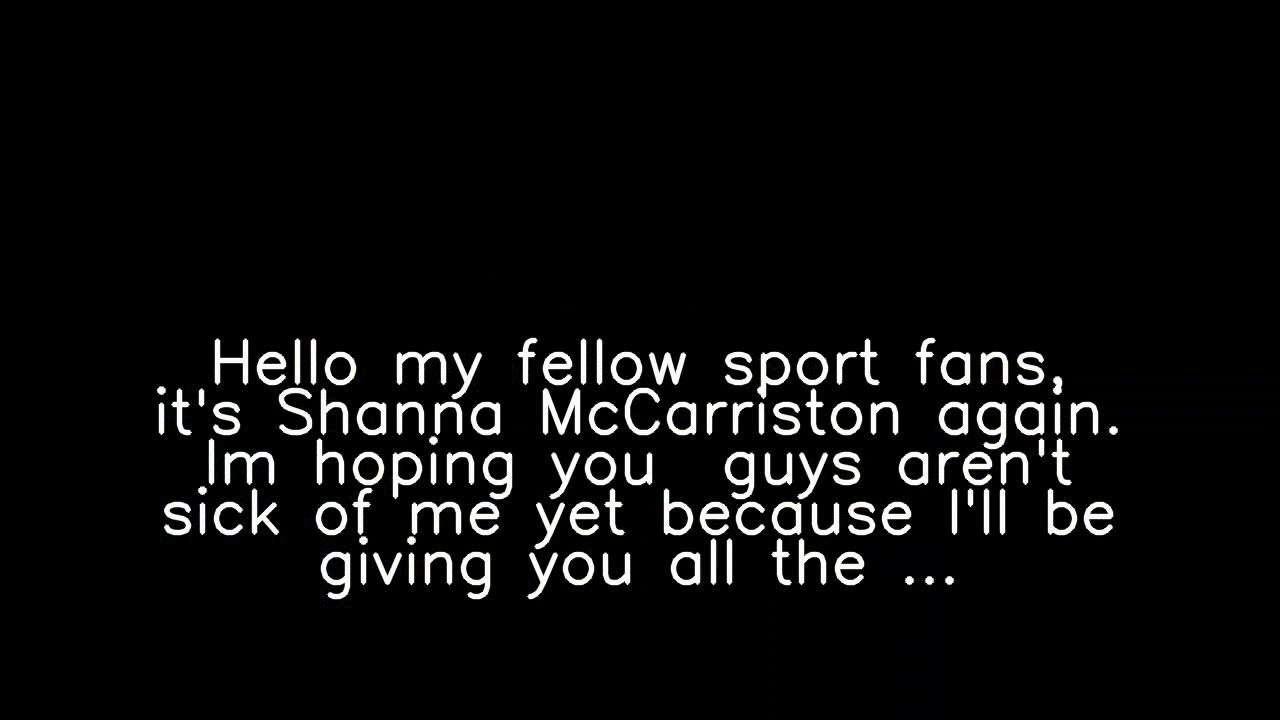 Hello my fellow sport fans,
it's Shanna McCarriston again.
Im hoping you  guys aren't
sick of me yet because I'll be
giving you all the ...